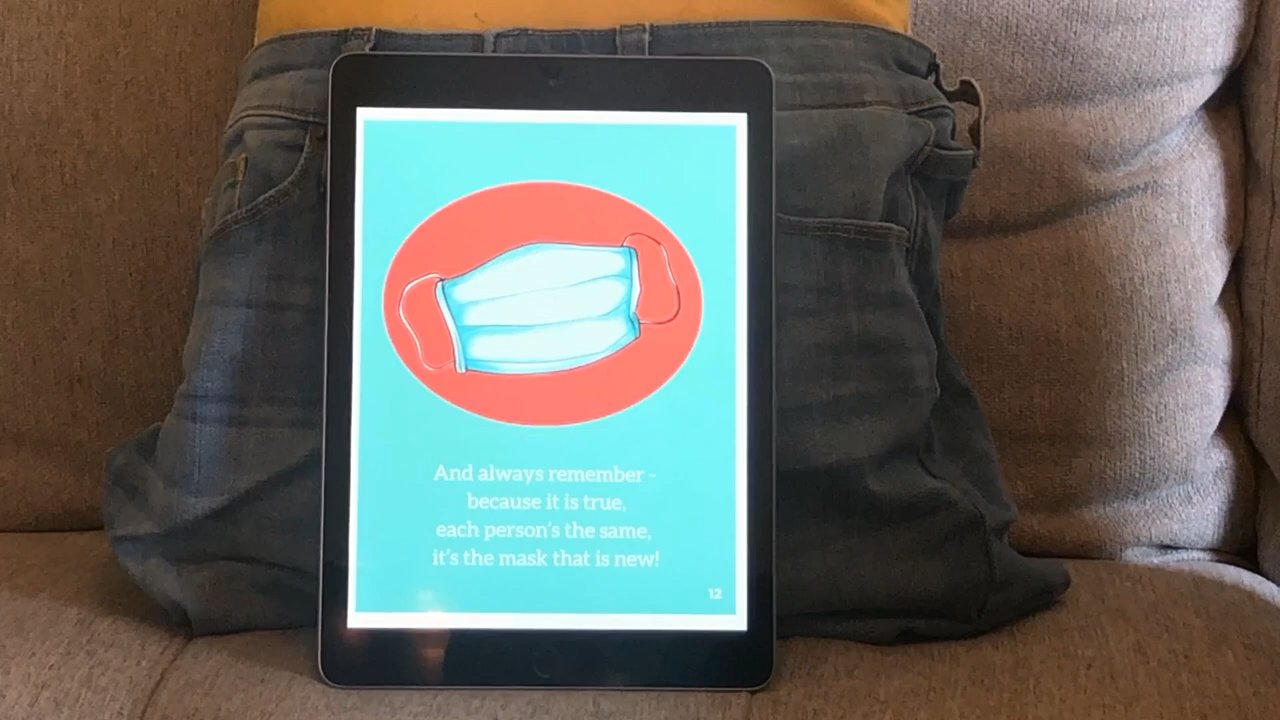 And always remember -
because it is true,
each person's the same,
it's the mask that is new!
12